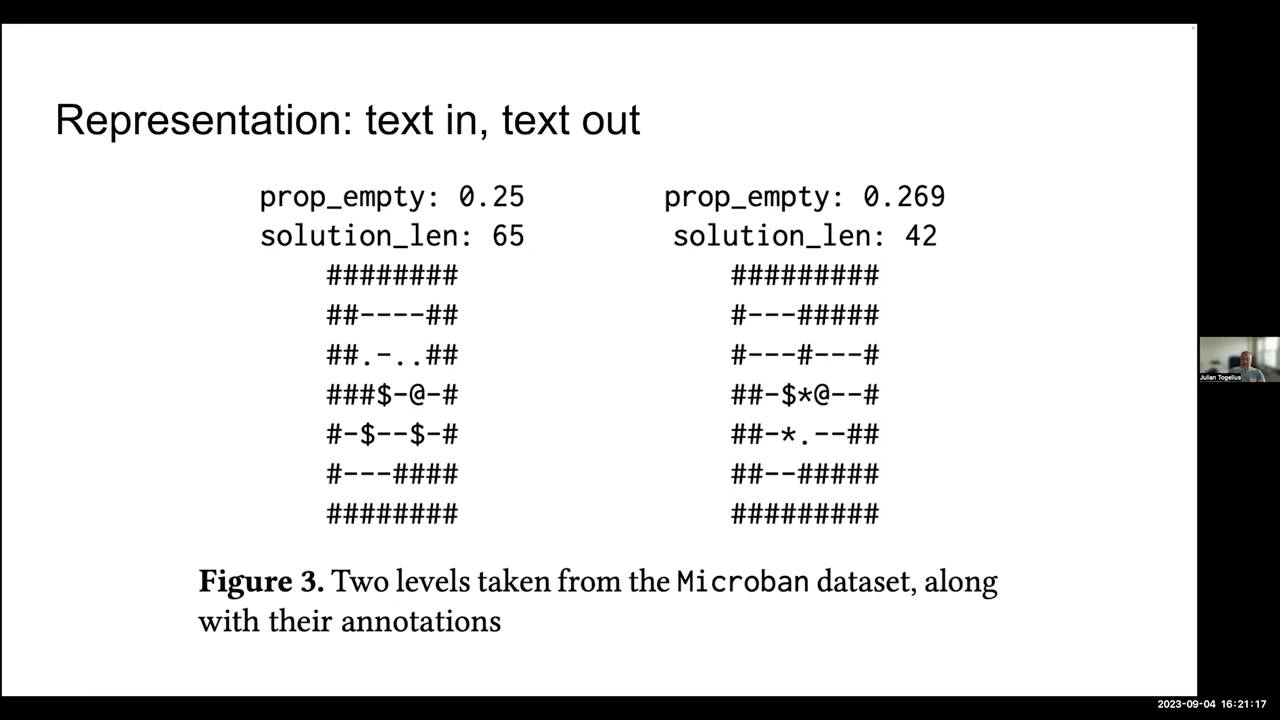 Representation: text in, text out
prop_empty: 0.25
solution_len: 65
########
##----##
##.-..##
###$-@-#
#-$--$-#
#---####
########
prop_empty: 0.269
solution_len: 42
#########
#---#####
#---#---#
##-$*@--#
##-*.--##
##--#####
#########
Figure 3. Two levels taken from the Microban dataset, along
with their annotations
Julian Togelius
2023-09-04 16:21:17